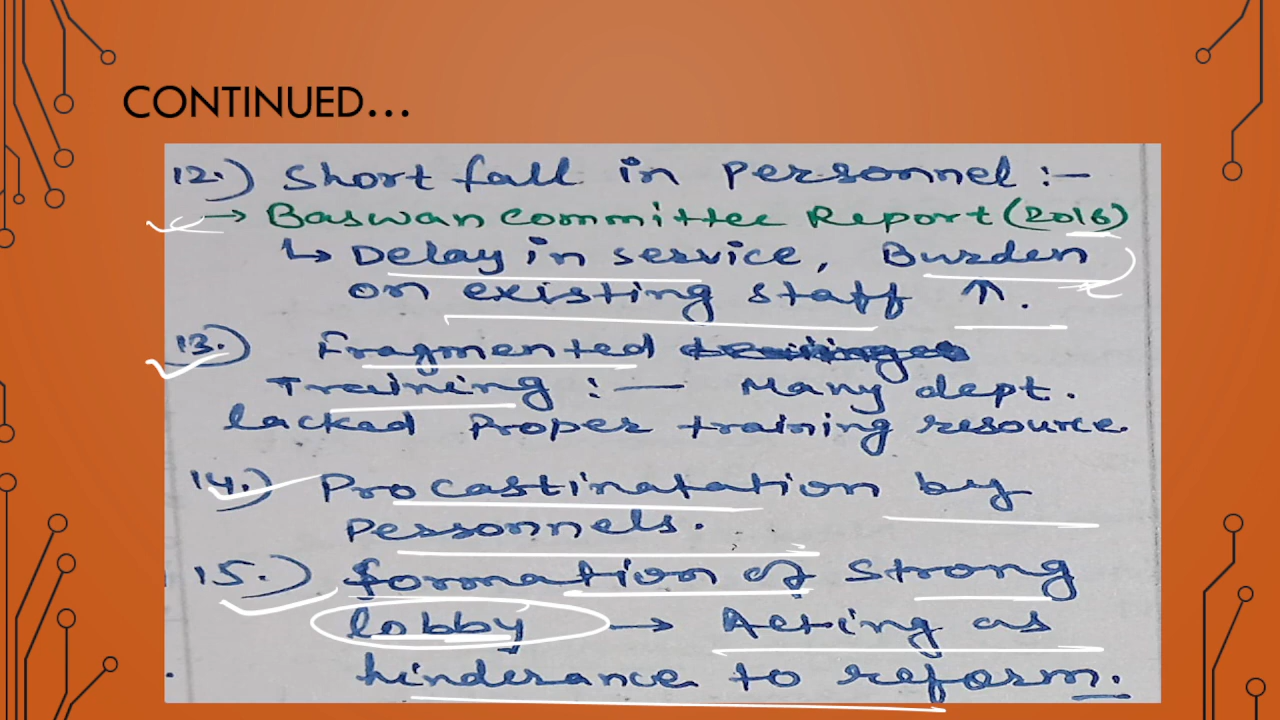 CONTINUED...
12.) Short fall in Personnel :-
→ Baswan Committee Report (2016)
↳ Delay in service, Burden
on existing staff ↑.
13.) Fragmented
Training :— Many dept.
lacked Proper training resource
14.) Procastinatation by
Personnels.
15.) formation of strong
lobby → Acting as
hinderance to reform.